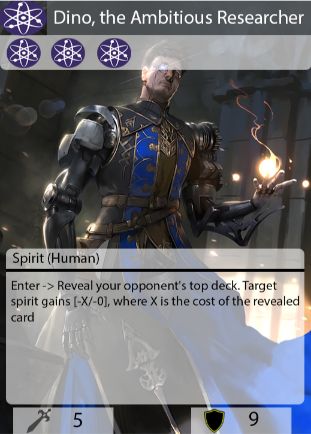 Dino, the Ambitious Researcher
Spirit (Human)
Enter -> Reveal your opponent's top deck. Target
spirit gains [-X/-0], where X is the cost of the revealed
card
5
9